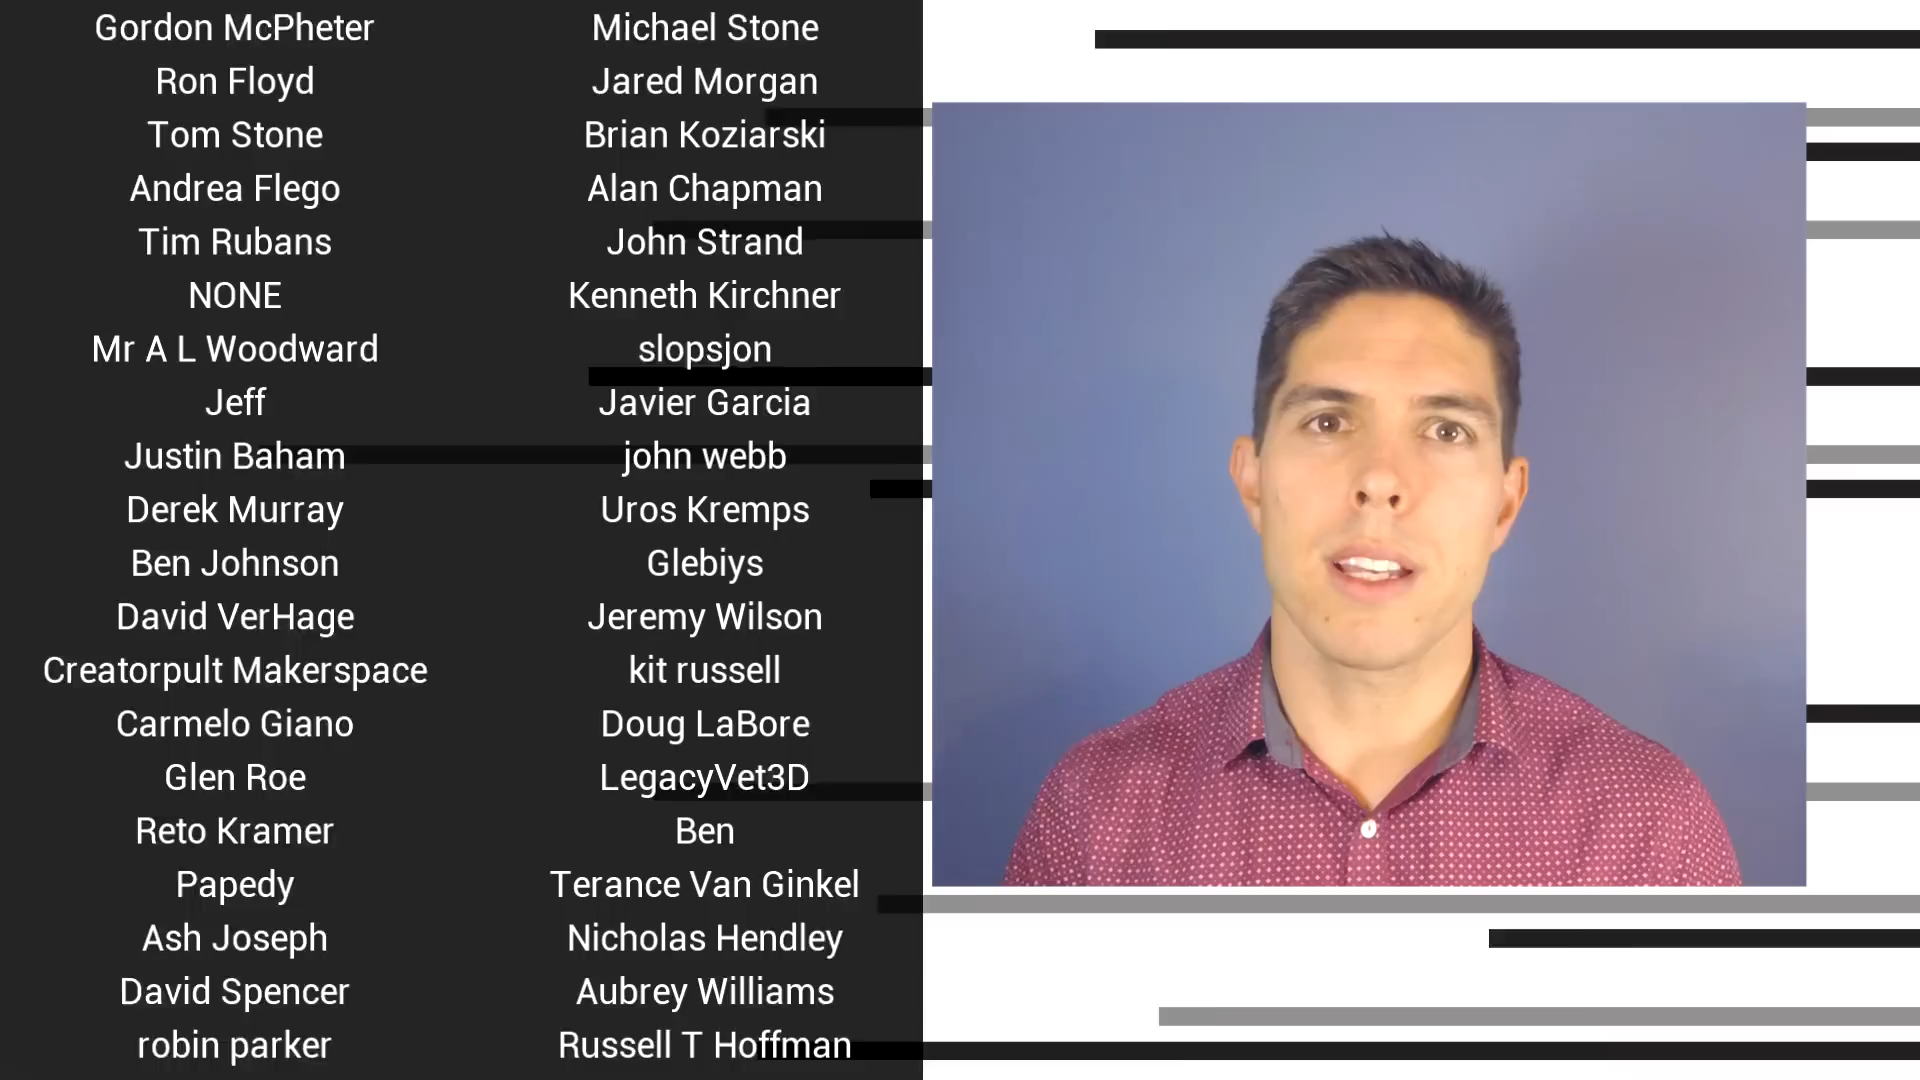 Gordon McPheter
Ron Floyd
Tom Stone
Andrea Flego
Tim Rubans
NONE
Mr A L Woodward
Jeff
Justin Baham
Derek Murray
Ben Johnson
David VerHage
Creatorpult Makerspace
Carmelo Giano
Glen Roe
Reto Kramer
Papedy
Ash Joseph
David Spencer
robin parker
Michael Stone
Jared Morgan
Brian Koziarski
Alan Chapman
John Strand
Kenneth Kirchner
slopsjon
Javier Garcia
john webb
Uros Kremps
Glebiys
Jeremy Wilson
kit russell
Doug LaBore
LegacyVet3D
Ben
Terance Van Ginkel
Nicholas Hendley
Aubrey Williams
Russell T Hoffman